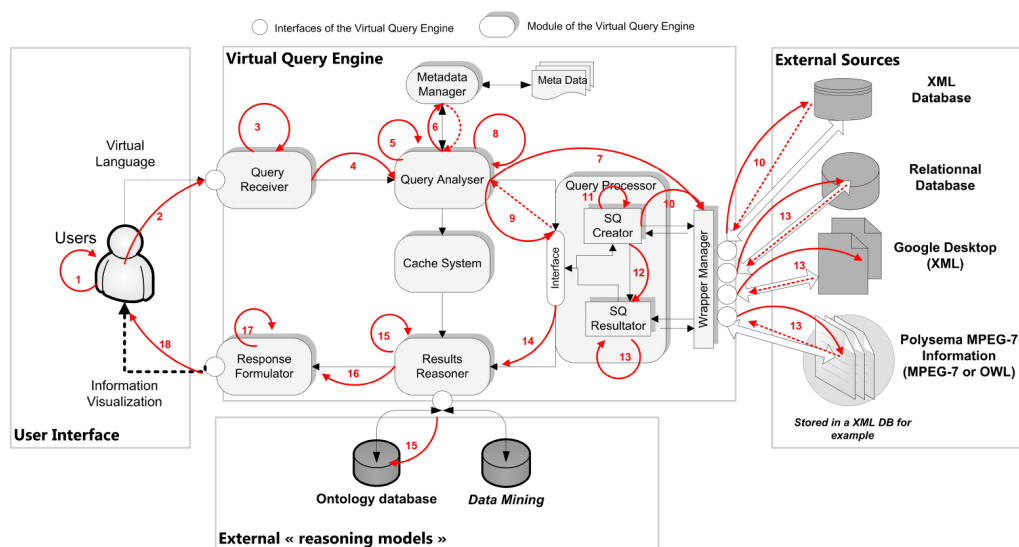 Interfaces of the Virtual Query Engine
Module of the Virtual Query Engine
Virtual Query Engine
External Sources
Metadata
Manager
Meta Data
XML
Database
3
5
6
8
7
10
Virtual
Language
4
Query
Receiver
Query Analyser
Query Processor
11
10
SQ
Creator
Relationnal
Database
2
9
13
Users
1
Cache System
Interface
12
Wrapper Manager
Google Desktop
(XML)
13
SQ
Resultator
17
15
14
13
13
Polysema MPEG-7
Information
(MPEG-7 or OWL)
18
Response
Formulator
16
Results
Reasoner
Information
Visualization
Stored in a XML DB for
example
User Interface
15
Ontology database
Data Mining
External « reasoning models »